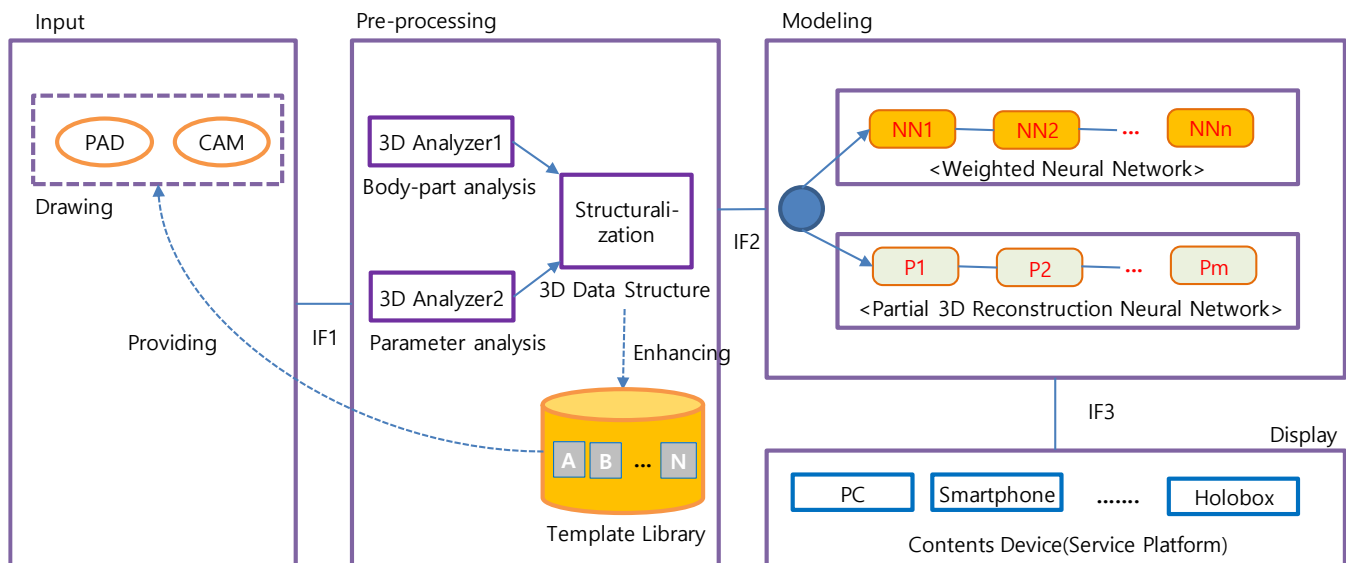 Input
PAD
CAM
Drawing
Providing
IF1
Pre-processing
3D Analyzer1
Body-part analysis
3D Analyzer2
Parameter analysis
Structurali-
zation
3D Data Structure
Enhancing
A B ... N
Template Library
IF2
Modeling
NN1 NN2 ... NNn
<Weighted Neural Network>
P1 P2 ... Pm
<Partial 3D Reconstruction Neural Network>
IF3
Display
PC Smartphone ....... Holobox
Contents Device(Service Platform)